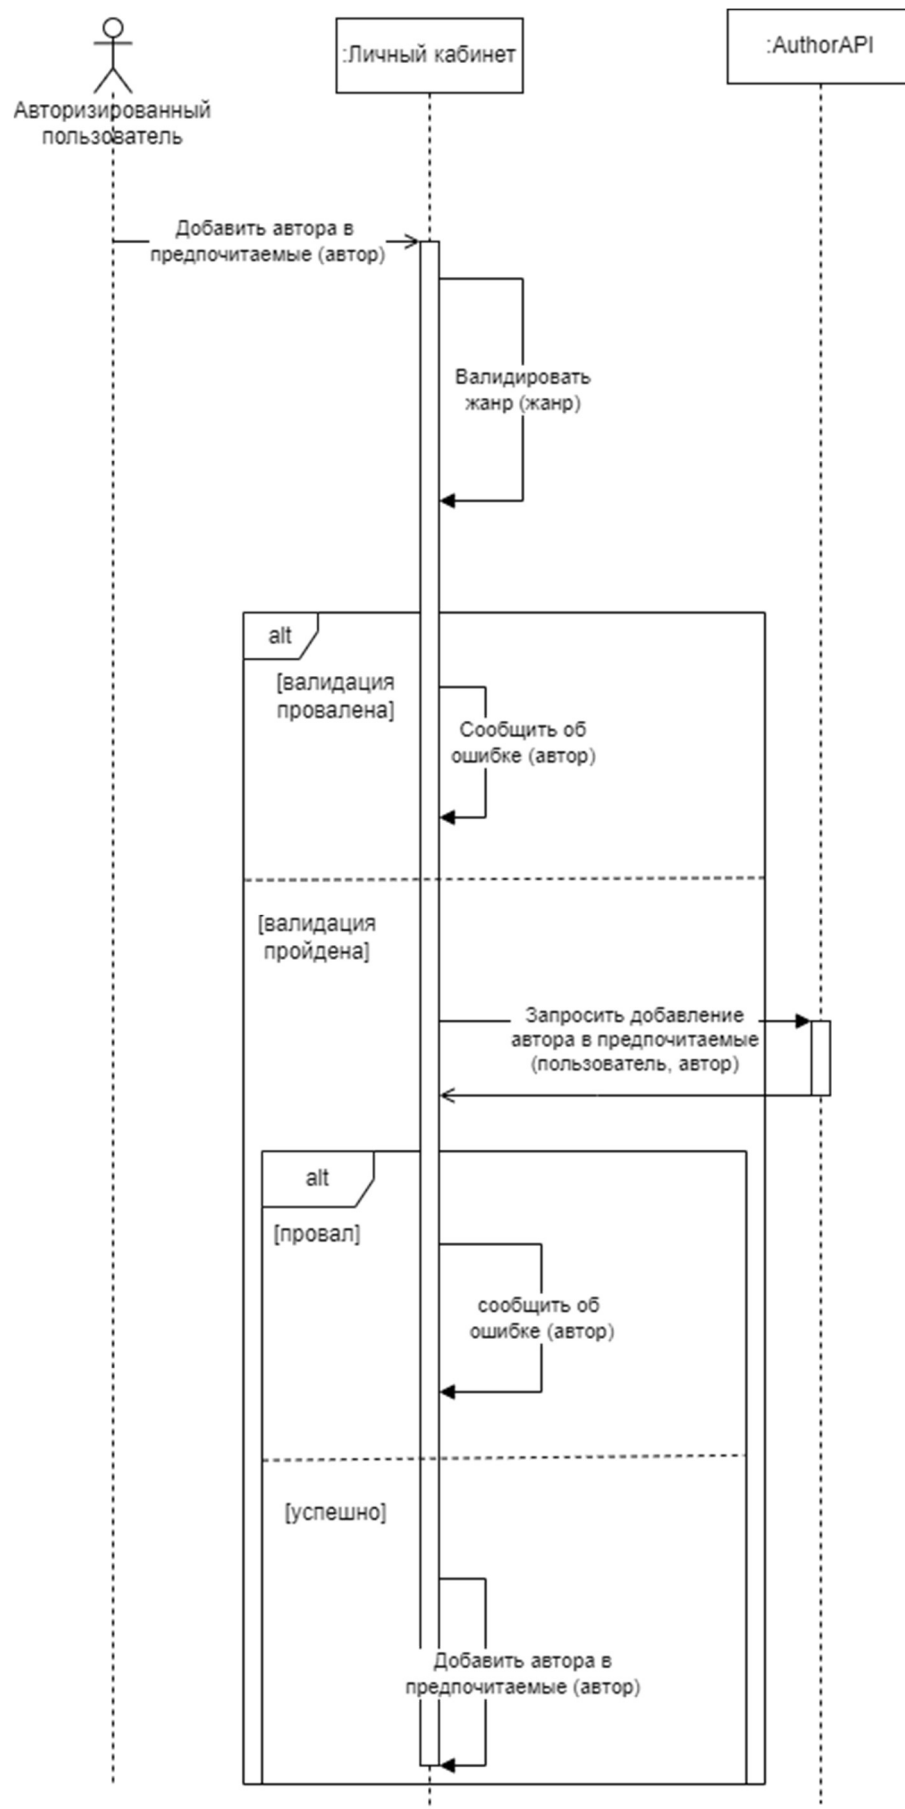 Авторизированный
пользователь
:Личный кабинет
:AuthorAPI
Добавить автора в
предпочитаемые (автор)
Валидировать
жанр (жанр)
alt
[валидация
провалена]
Сообщить об
ошибке (автор)
[валидация
пройдена]
Запросить добавление
автора в предпочитаемые
(пользователь, автор)
alt
[провал]
сообщить об
ошибке (автор)
[успешно]
Добавить автора в
предпочитаемые (автор)